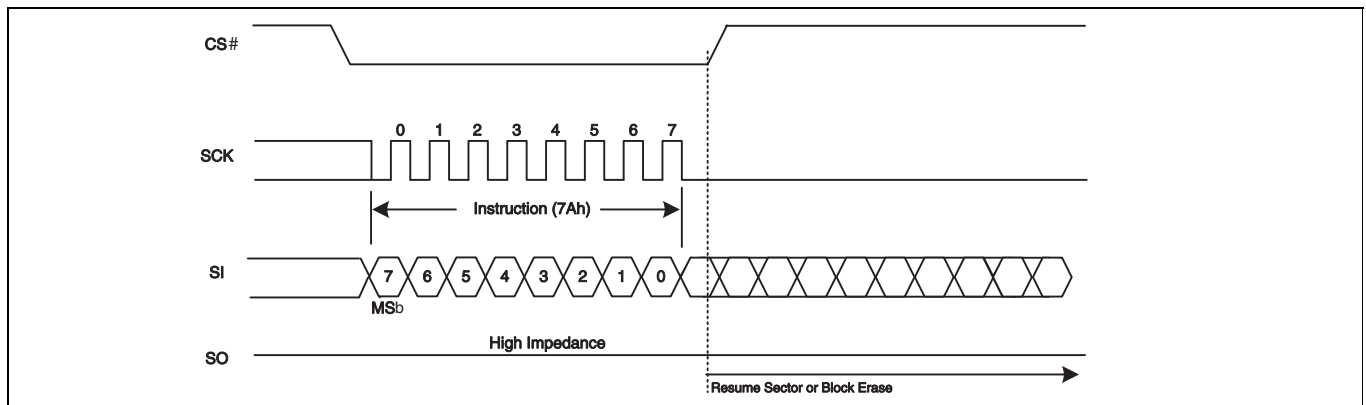 CS#
SCK
0 1 2 3 4 5 6 7
Instruction (7Ah)
SI
7 6 5 4 3 2 1 0
MSb
High Impedance
SO
Resume Sector or Block Erase